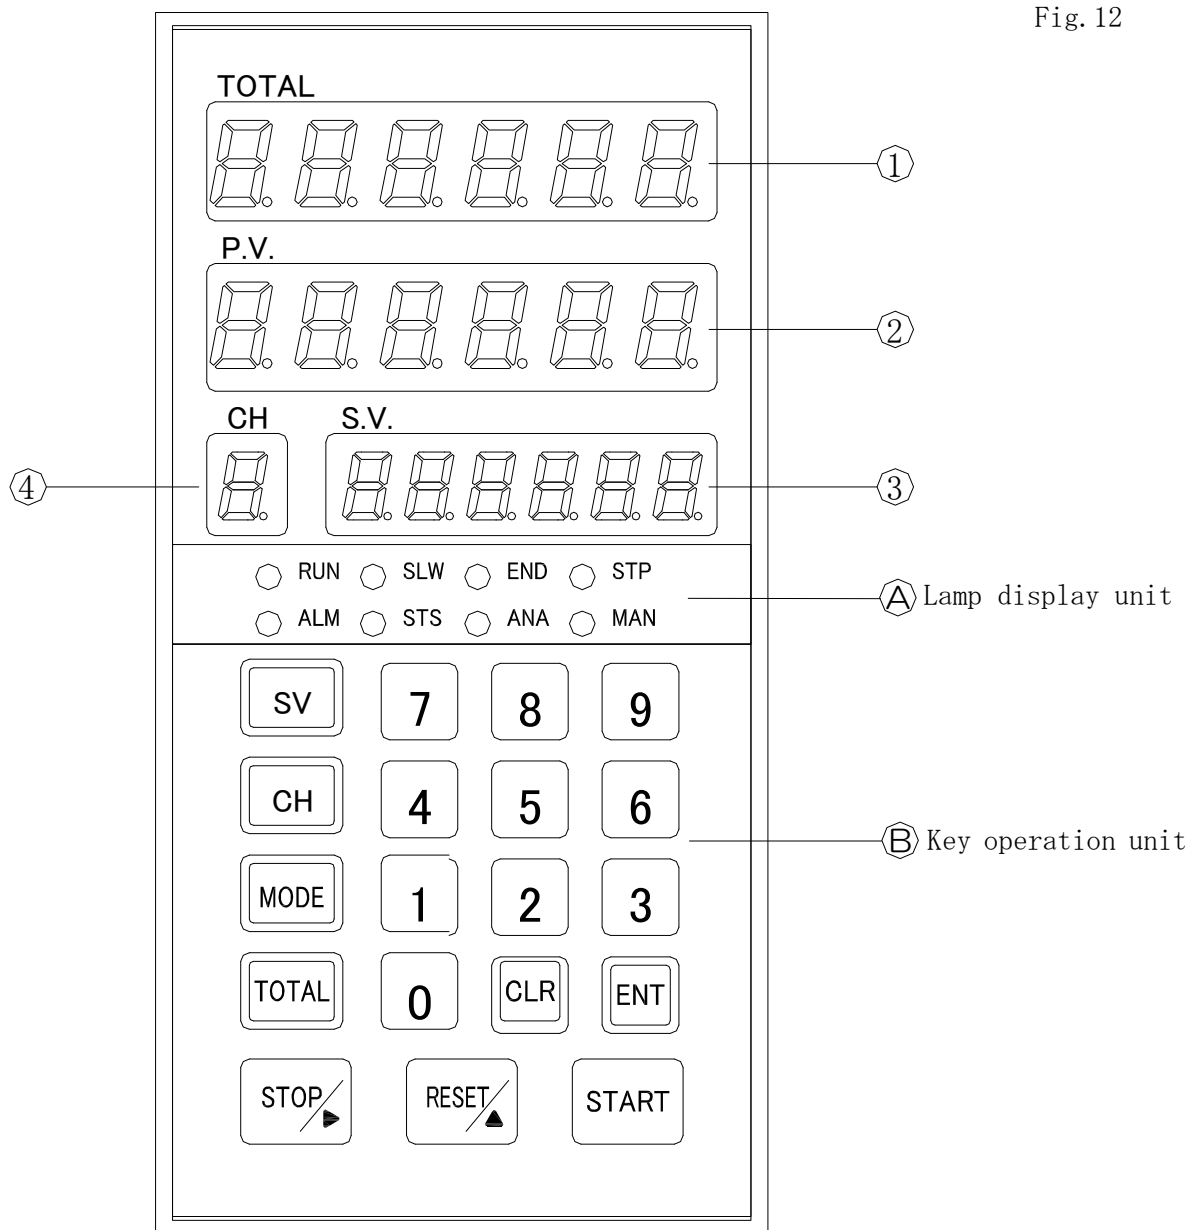 Fig.12
TOTAL
①
P.V.
②
CH S.V.
④ ③
RUN SLW END STP
Ⓐ Lamp display unit
ALM STS ANA MAN
SV 7 8 9
CH 4 5 6
Ⓑ Key operation unit
MODE 1 2 3
TOTAL 0 CLR ENT
STOP RESET START